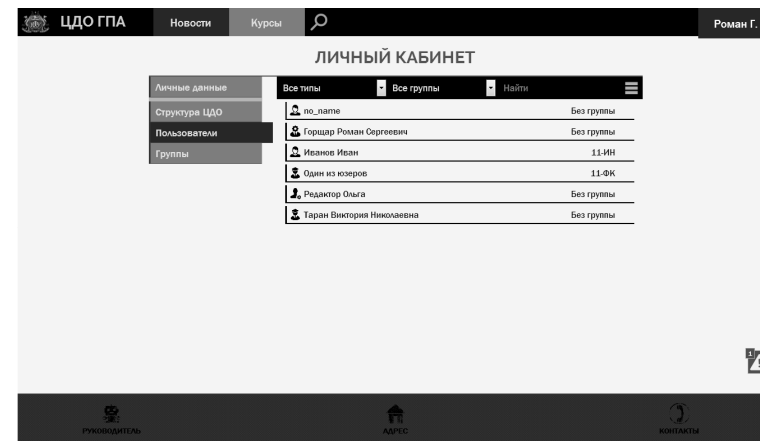 ЦДО ГПА Новости Курсы Роман Г.
ЛИЧНЫЙ КАБИНЕТ
Личные данные
Структура ЦДО
Пользователи
Группы
Все типы Все группы Найти
no_name Без группы
Горщар Роман Сергеевич Без группы
Иванов Иван 11-ИН
Один из юзеров 11-ФК
Редактор Ольга Без группы
Таран Виктория Николаевна Без группы
1
РУКОВОДИТЕЛЬ АДРЕС КОНТАКТЫ